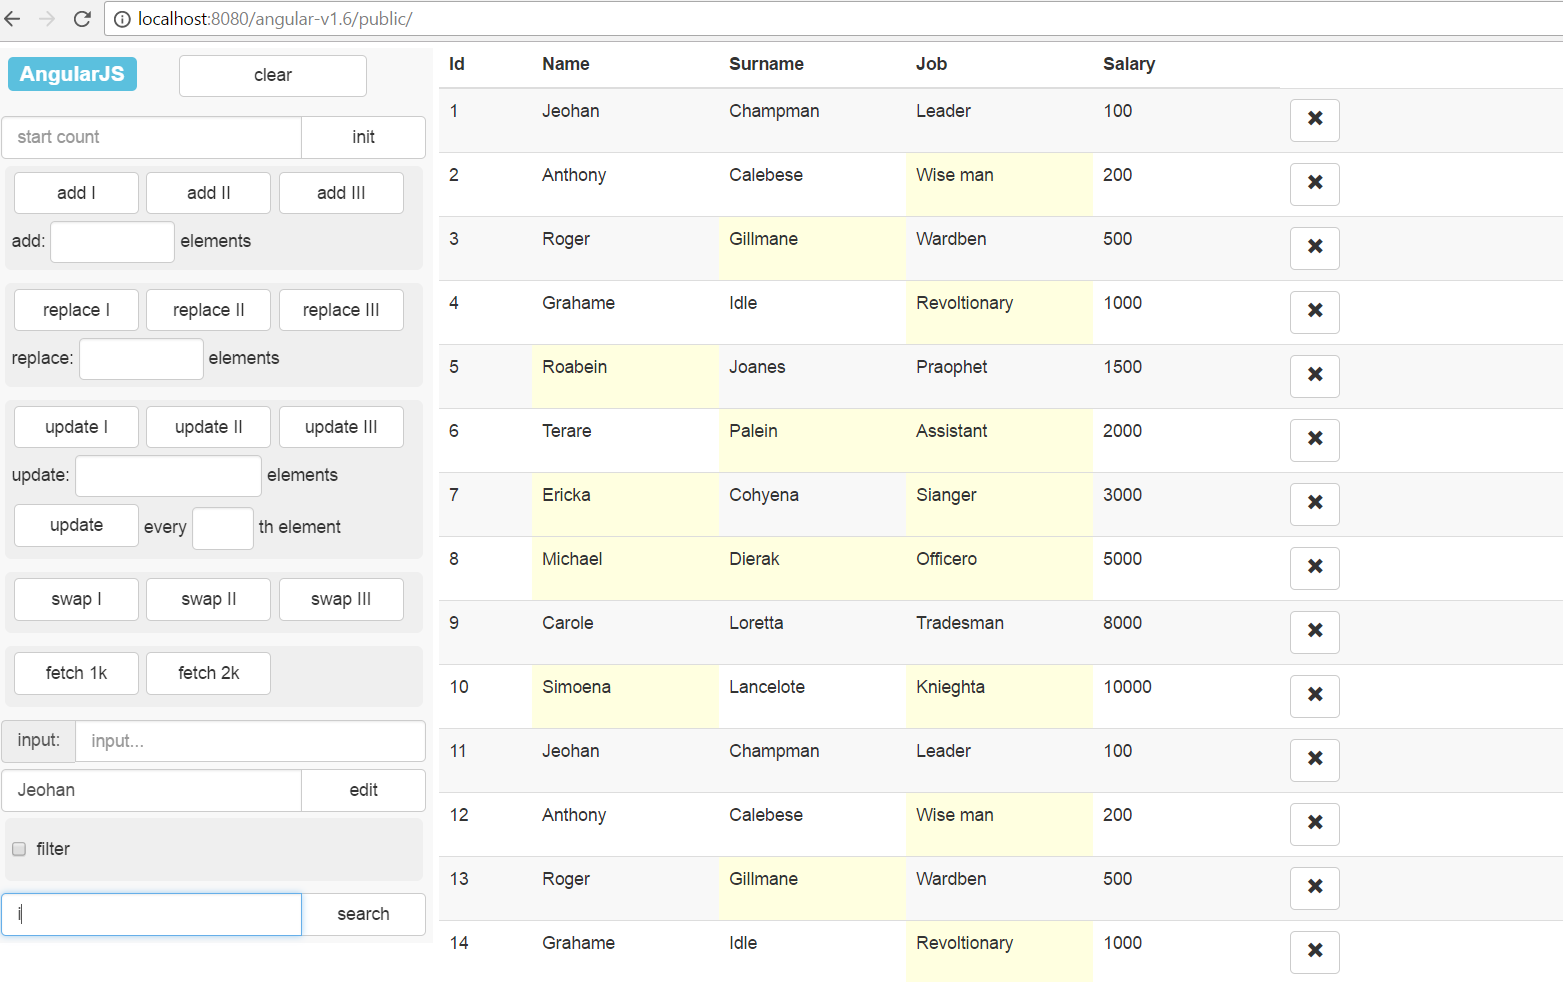 localhost:8080/angular-v1.6/public/
AngularJS
clear
start count
init
add I
add II
add III
add:
elements
replace I
replace II
replace III
replace:
elements
update I
update II
update III
update:
elements
update
every
th element
swap I
swap II
swap III
fetch 1k
fetch 2k
input:
input...
Jeohan
edit
filter
i
search
Id Name Surname Job Salary
1 Jeohan Champman Leader 100
2 Anthony Calebese Wise man 200
3 Roger Gillmane Wardben 500
4 Grahame Idle Revoltionary 1000
5 Roabein Joanes Praophet 1500
6 Terare Palein Assistant 2000
7 Ericka Cohyena Sianger 3000
8 Michael Dierak Officero 5000
9 Carole Loretta Tradesman 8000
10 Simoena Lancelote Knieghta 10000
11 Jeohan Champman Leader 100
12 Anthony Calebese Wise man 200
13 Roger Gillmane Wardben 500
14 Grahame Idle Revoltionary 1000